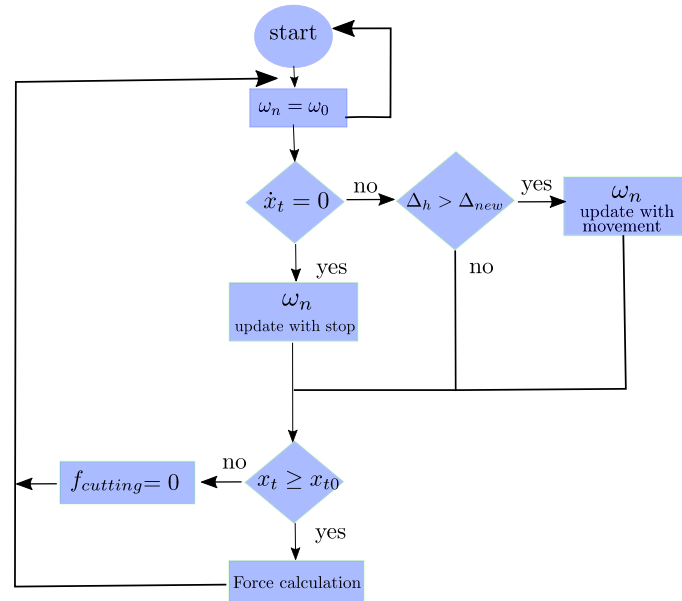 start
ωₙ = ω₀
ẋₜ = 0
no
Δₕ > Δₙₑw
yes
ωₙ
update with
movement
yes
no
ωₙ
update with stop
no
f_cutting = 0
xₜ ≥ xₜ₀
yes
Force calculation